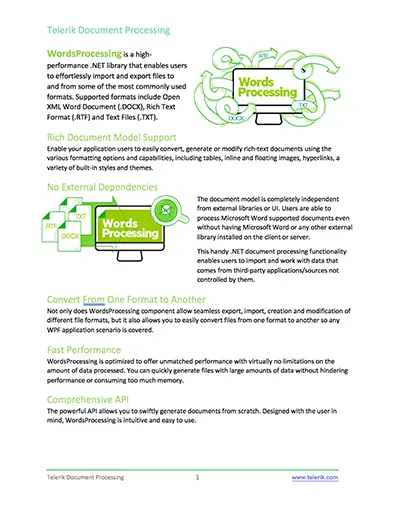 Telerik Document Processing
WordsProcessing is a high-
performance .NET library that enables users
to effortlessly import and export files to
and from some of the most commonly used
formats. Supported formats include Open
XML Word Document (.DOCX), Rich Text
Format (.RTF) and Text Files (.TXT).
.RTF
Words
Processing
.TXT
.DOCX
Rich Document Model Support
Enable your application users to easily convert, generate or modify rich-text documents using the
various formatting options and capabilities, including tables, inline and floating images, hyperlinks, a
variety of built-in styles and themes.
No External Dependencies
.TXT
.RTF
.DOCX
Words
Processing
The document model is completely independent
from external libraries or UI. Users are able to
process Microsoft Word supported documents even
without having Microsoft Word or any other external
library installed on the client or server.
This handy .NET document processing functionality
enables users to import and work with data that
comes from third-party applications/sources not
controlled by them.
Convert From One Format to Another
Not only does WordsProcessing component allow seamless export, import, creation and modification of
different file formats, but it also allows you to easily convert files from one format to another so any
WPF application scenario is covered.
Fast Performance
WordsProcessing is optimized to offer unmatched performance with virtually no limitations on the
amount of data processed. You can quickly generate files with large amounts of data without hindering
performance or consuming too much memory.
Comprehensive API
The powerful API allows you to swiftly generate documents from scratch. Designed with the user in
mind, WordsProcessing is intuitive and easy to use.
Telerik Document Processing 1 www.telerik.com